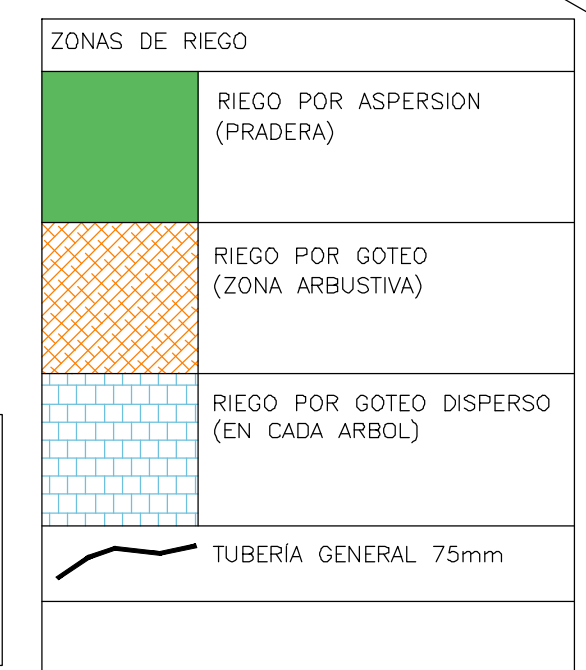 ZONAS DE RIEGO
RIEGO POR ASPERSION
(PRADERA)
RIEGO POR GOTEO
(ZONA ARBUSTIVA)
RIEGO POR GOTEO DISPERSO
(EN CADA ARBOL)
TUBERÍA GENERAL 75mm